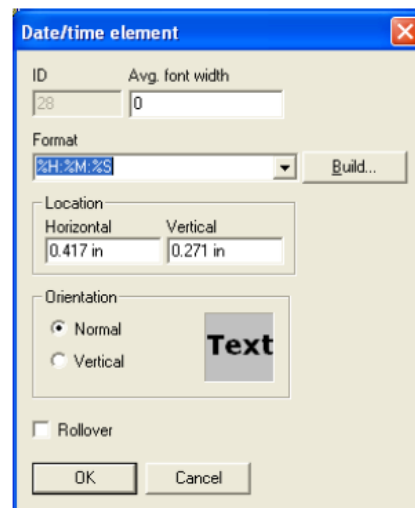 Date/time element
ID Avg. font width
28 0
Format
%H:%M:%S Build...
Location
Horizontal Vertical
0.417 in 0.271 in
Orientation
Normal
Text
Vertical
Rollover
OK Cancel